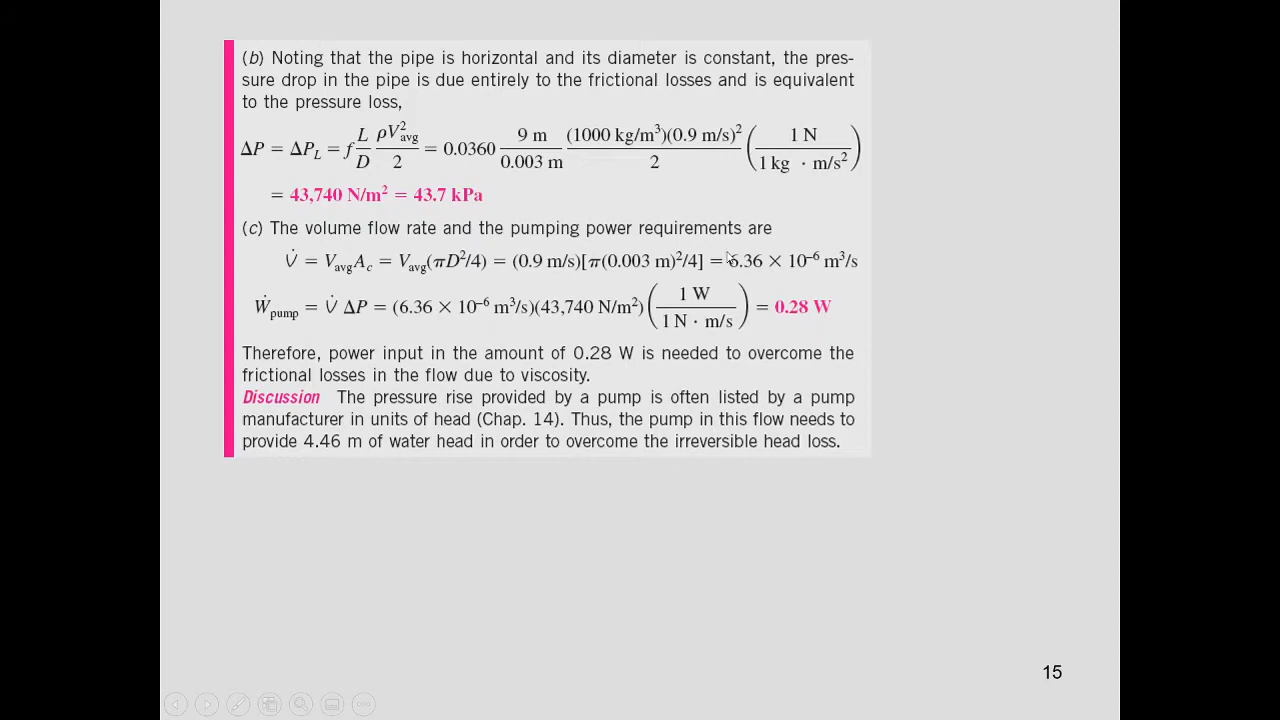 (b) Noting that the pipe is horizontal and its diameter is constant, the pres-
sure drop in the pipe is due entirely to the frictional losses and is equivalent
to the pressure loss,
ΔP = ΔP_L = f L/D ρV²_avg/2 = 0.0360 9 m/0.003 m (1000 kg/m³)(0.9 m/s)²/2 (1 N/1 kg · m/s²)
= 43,740 N/m² = 43.7 kPa
(c) The volume flow rate and the pumping power requirements are
V̇ = V_avg A_c = V_avg(πD²/4) = (0.9 m/s)[π(0.003 m)²/4] = 6.36 × 10⁻⁶ m³/s
Ẇ_pump = V̇ ΔP = (6.36 × 10⁻⁶ m³/s)(43,740 N/m²)(1 W/1 N · m/s) = 0.28 W
Therefore, power input in the amount of 0.28 W is needed to overcome the
frictional losses in the flow due to viscosity.
Discussion The pressure rise provided by a pump is often listed by a pump
manufacturer in units of head (Chap. 14). Thus, the pump in this flow needs to
provide 4.46 m of water head in order to overcome the irreversible head loss.
15